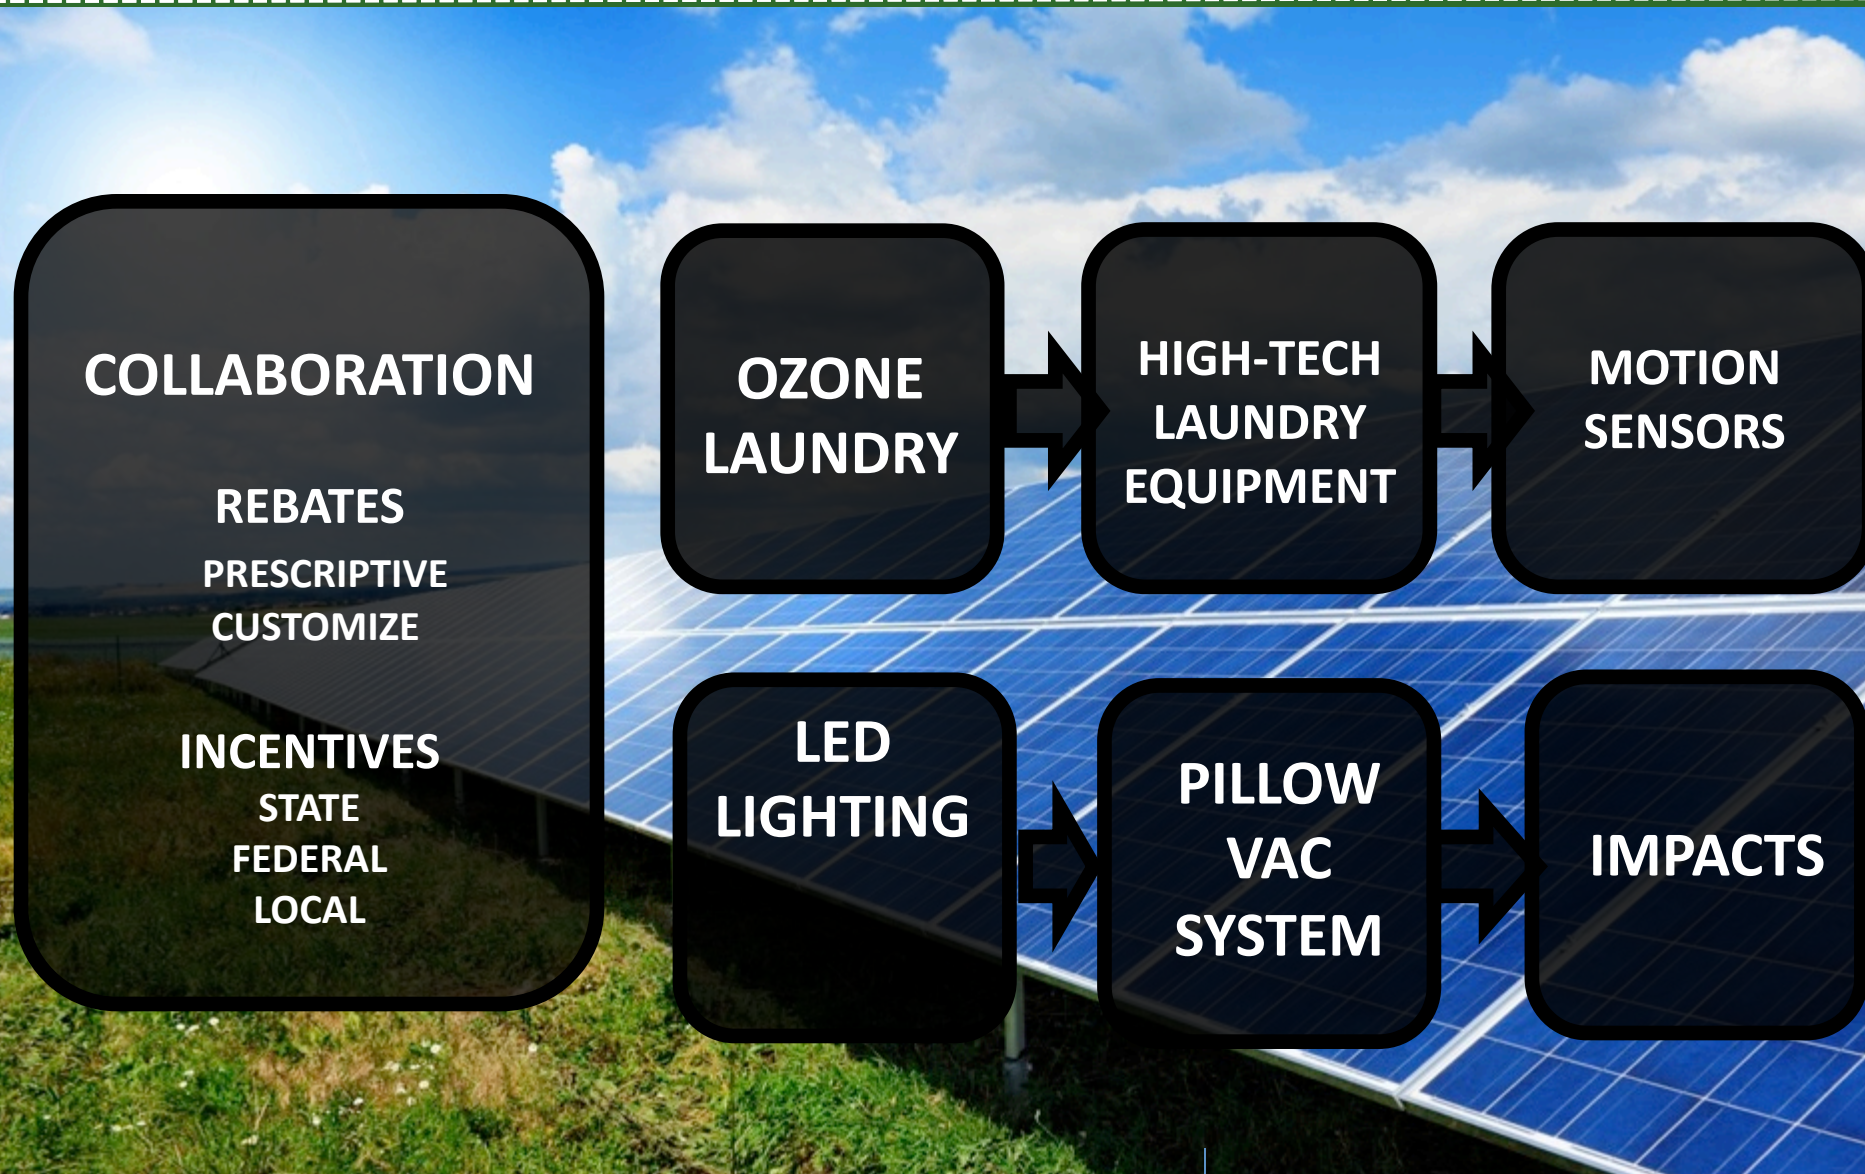 COLLABORATION
REBATES
PRESCRIPTIVE
CUSTOMIZE
INCENTIVES
STATE
FEDERAL
LOCAL
OZONE
LAUNDRY
HIGH-TECH
LAUNDRY
EQUIPMENT
MOTION
SENSORS
LED
LIGHTING
PILLOW
VAC
SYSTEM
IMPACTS